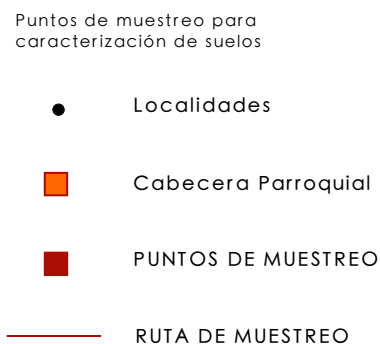 Puntos de muestreo para
caracterización de suelos
Localidades
Cabecera Parroquial
PUNTOS DE MUESTREO
RUTA DE MUESTREO